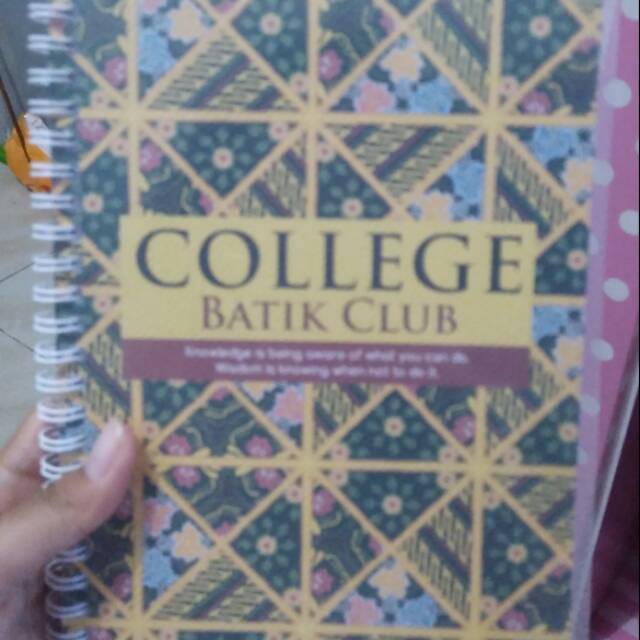 COLLEGE
BATIK CLUB
Knowledge is being aware of what you can do.
Wisdom is knowing when not to do it.